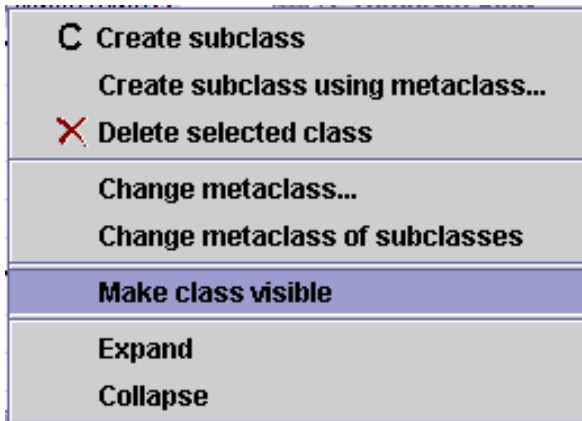 C Create subclass
Create subclass using metaclass...
Delete selected class
Change metaclass...
Change metaclass of subclasses
Make class visible
Expand
Collapse